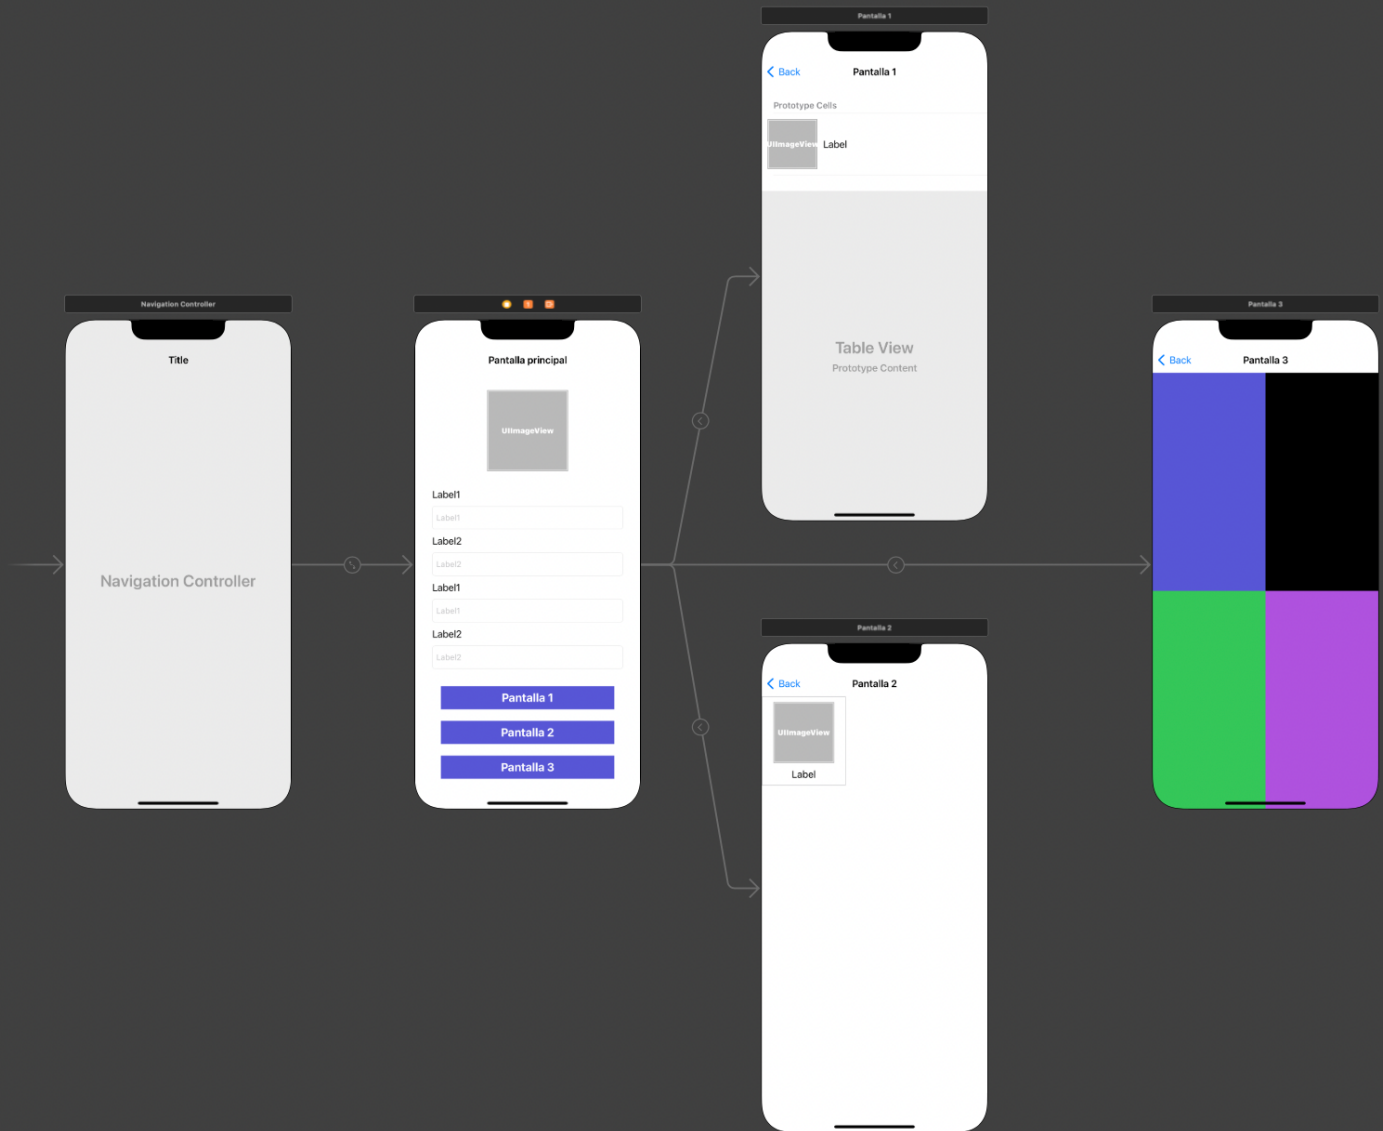 Navigation Controller
Title
Navigation Controller
Pantalla principal
UIImageView
Label1
Label1
Label2
Label2
Label1
Label1
Label2
Label2
Pantalla 1
Pantalla 2
Pantalla 3
Pantalla 1
Back
Pantalla 1
Prototype Cells
UIImageView
Label
Table View
Prototype Content
Pantalla 2
Back
Pantalla 2
UIImageView
Label
Pantalla 3
Back
Pantalla 3